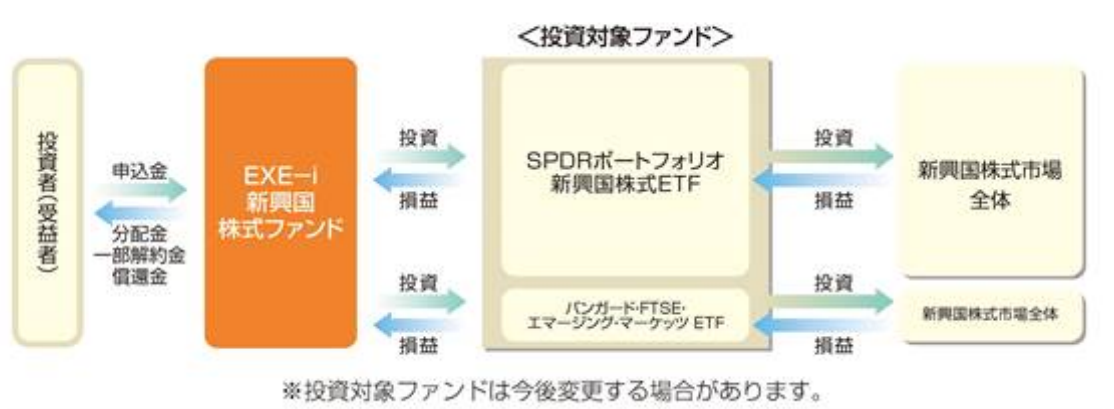 ＜投資対象ファンド＞
投資者（受益者）
申込金
分配金
一部解約金
償還金
EXE－i
新興国
株式ファンド
投資
損益
投資
損益
SPDRポートフォリオ
新興国株式ETF
バンガード・FTSE・
エマージング・マーケッツ ETF
投資
損益
投資
損益
新興国株式市場
全体
新興国株式市場全体
※投資対象ファンドは今後変更する場合があります。